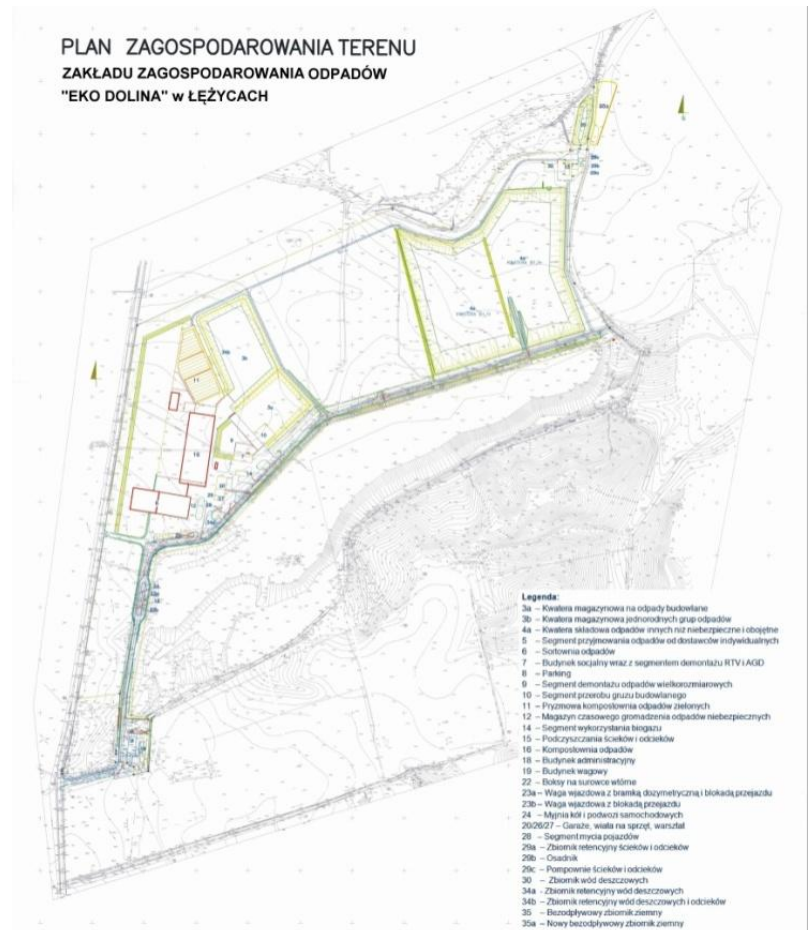 PLAN ZAGOSPODAROWANIA TERENU
ZAKŁADU ZAGOSPODAROWANIA ODPADÓW
"EKO DOLINA" w ŁĘŻYCACH
Legenda:
3a – Kwatera magazynowa na odpady budowlane
3b – Kwatera magazynowa jednorodnych grup odpadów
4a – Kwatera składowa odpadów innych niż niebezpieczne i obojętne
5 – Segment przyjmowania odpadów od dostawców indywidualnych
6 – Sortownia odpadów
7 – Budynek socjalny wraz z segmentem demontażu RTV i AGD
8 – Parking
9 – Segment demontażu odpadów wielkorozmiarowych
10 – Segment przerobu gruzu budowlanego
11 – Pryzmowa kompostownia odpadów zielonych
12 – Magazyn czasowego gromadzenia odpadów niebezpiecznych
14 – Segment wykorzystania biogazu
15 – Podczyszczania ścieków i odcieków
16 – Kompostownia odpadów
18 – Budynek administracyjny
19 – Budynek wagowy
22 – Boksy na surowce wtórne
23a – Waga wjazdowa z bramką dozymetryczną i blokadą przejazdu
23b – Waga wjazdowa z blokadą przejazdu
24 – Myjnia kół i podwozi samochodowych
20/26/27 – Garaże, wiata na sprzęt, warsztat
28 – Segment mycia pojazdów
29a – Zbiornik retencyjny ścieków i odcieków
29b – Osadnik
29c – Pompownie ścieków i odcieków
30 – Zbiornik wód deszczowych
34a - Zbiornik retencyjny wód deszczowych
34b – Zbiornik retencyjny wód deszczowych i odcieków
35 – Bezodpływowy zbiornik ziemny
35a – Nowy bezodpływowy zbiornik ziemny